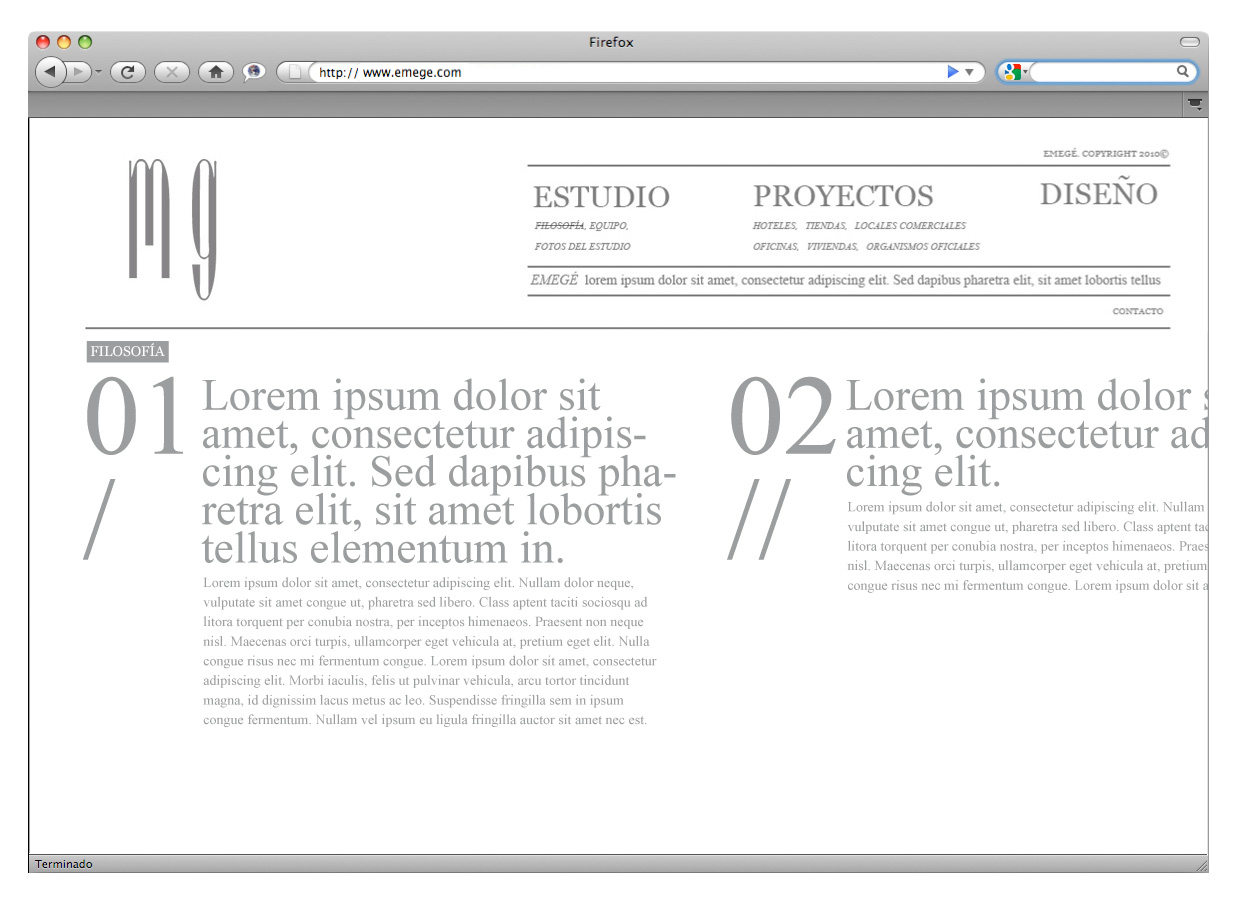 Firefox
http:// www.emege.com
mg
EMEGÉ. COPYRIGHT 2010©
ESTUDIO
FILOSOFÍA, EQUIPO,
FOTOS DEL ESTUDIO
PROYECTOS
HOTELES, TIENDAS, LOCALES COMERCIALES
OFICINAS, VIVIENDAS, ORGANISMOS OFICIALES
DISEÑO
EMEGÉ lorem ipsum dolor sit amet, consectetur adipiscing elit. Sed dapibus pharetra elit, sit amet lobortis tellus
CONTACTO
FILOSOFÍA
01
/
Lorem ipsum dolor sit
amet, consectetur adipis-
cing elit. Sed dapibus pha-
retra elit, sit amet lobortis
tellus elementum in.
Lorem ipsum dolor sit amet, consectetur adipiscing elit. Nullam dolor neque,
vulputate sit amet congue ut, pharetra sed libero. Class aptent taciti sociosqu ad
litora torquent per conubia nostra, per inceptos himenaeos. Praesent non neque
nisl. Maecenas orci turpis, ullamcorper eget vehicula at, pretium eget elit. Nulla
congue risus nec mi fermentum congue. Lorem ipsum dolor sit amet, consectetur
adipiscing elit. Morbi iaculis, felis ut pulvinar vehicula, arcu tortor tincidunt
magna, id dignissim lacus metus ac leo. Suspendisse fringilla sem in ipsum
congue fermentum. Nullam vel ipsum eu ligula fringilla auctor sit amet nec est.
02
//
Lorem ipsum dolor s
amet, consectetur ad
cing elit.
Lorem ipsum dolor sit amet, consectetur adipiscing elit. Nullam
vulputate sit amet congue ut, pharetra sed libero. Class aptent tac
litora torquent per conubia nostra, per inceptos himenaeos. Praes
nisl. Maecenas orci turpis, ullamcorper eget vehicula at, pretium
congue risus nec mi fermentum congue. Lorem ipsum dolor sit a
Terminado